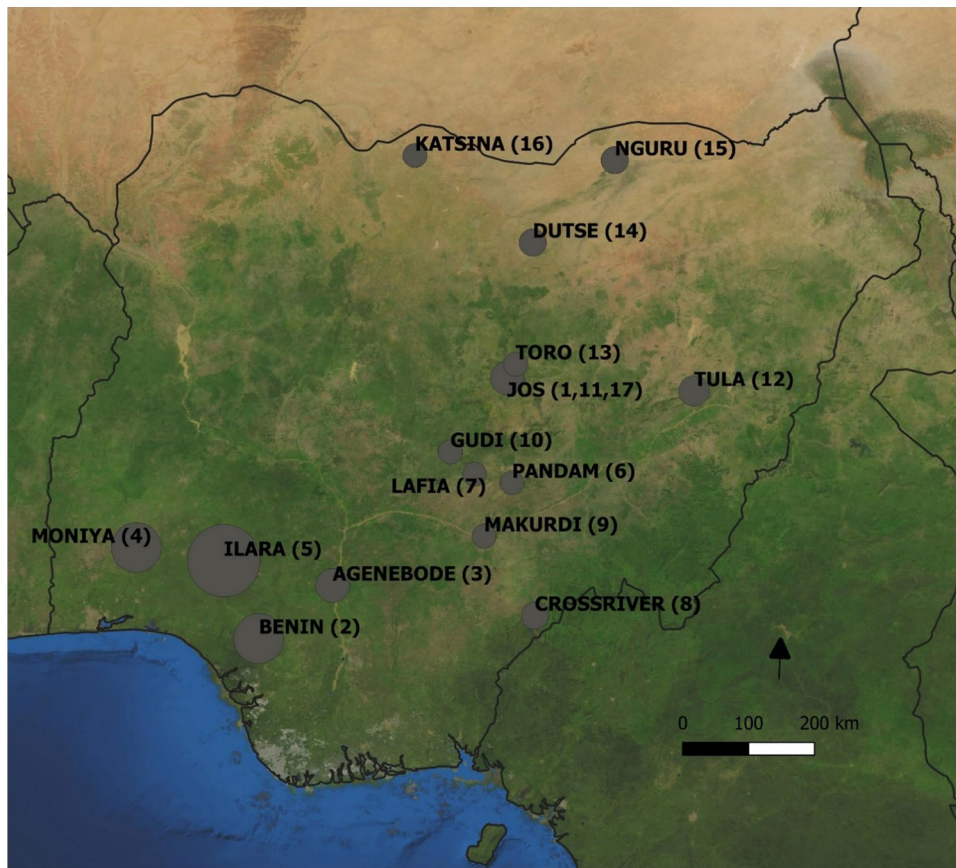 KATSINA (16)
NGURU (15)
DUTSE (14)
TORO (13)
JOS (1,11,17)
TULA (12)
GUDI (10)
LAFIA (7)
PANDAM (6)
MAKURDI (9)
MONIYA (4)
ILARA (5)
AGENEBODE (3)
CROSSRIVER (8)
BENIN (2)
0 100 200 km